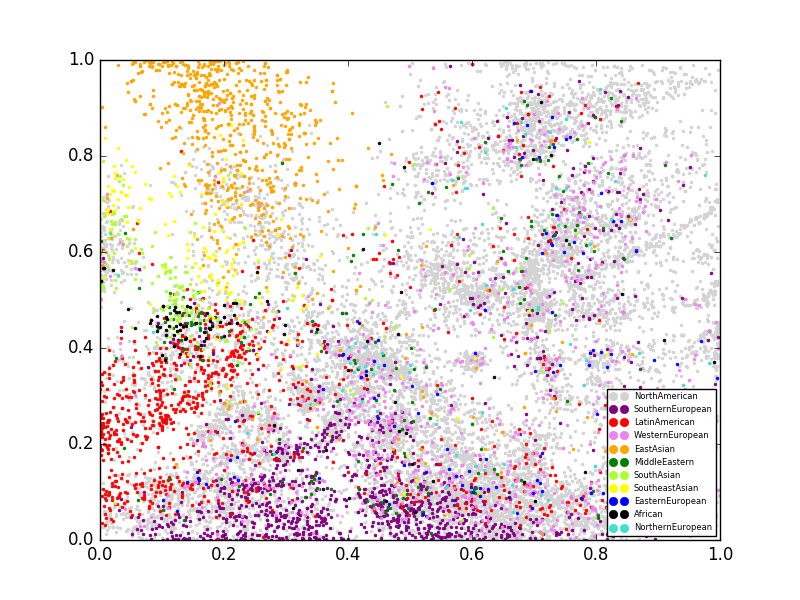 1.0
0.8
0.6
0.4
0.2
0.0
0.0 0.2 0.4 0.6 0.8 1.0
NorthAmerican
SouthernEuropean
LatinAmerican
WesternEuropean
EastAsian
MiddleEastern
SouthAsian
SoutheastAsian
EasternEuropean
African
NorthernEuropean